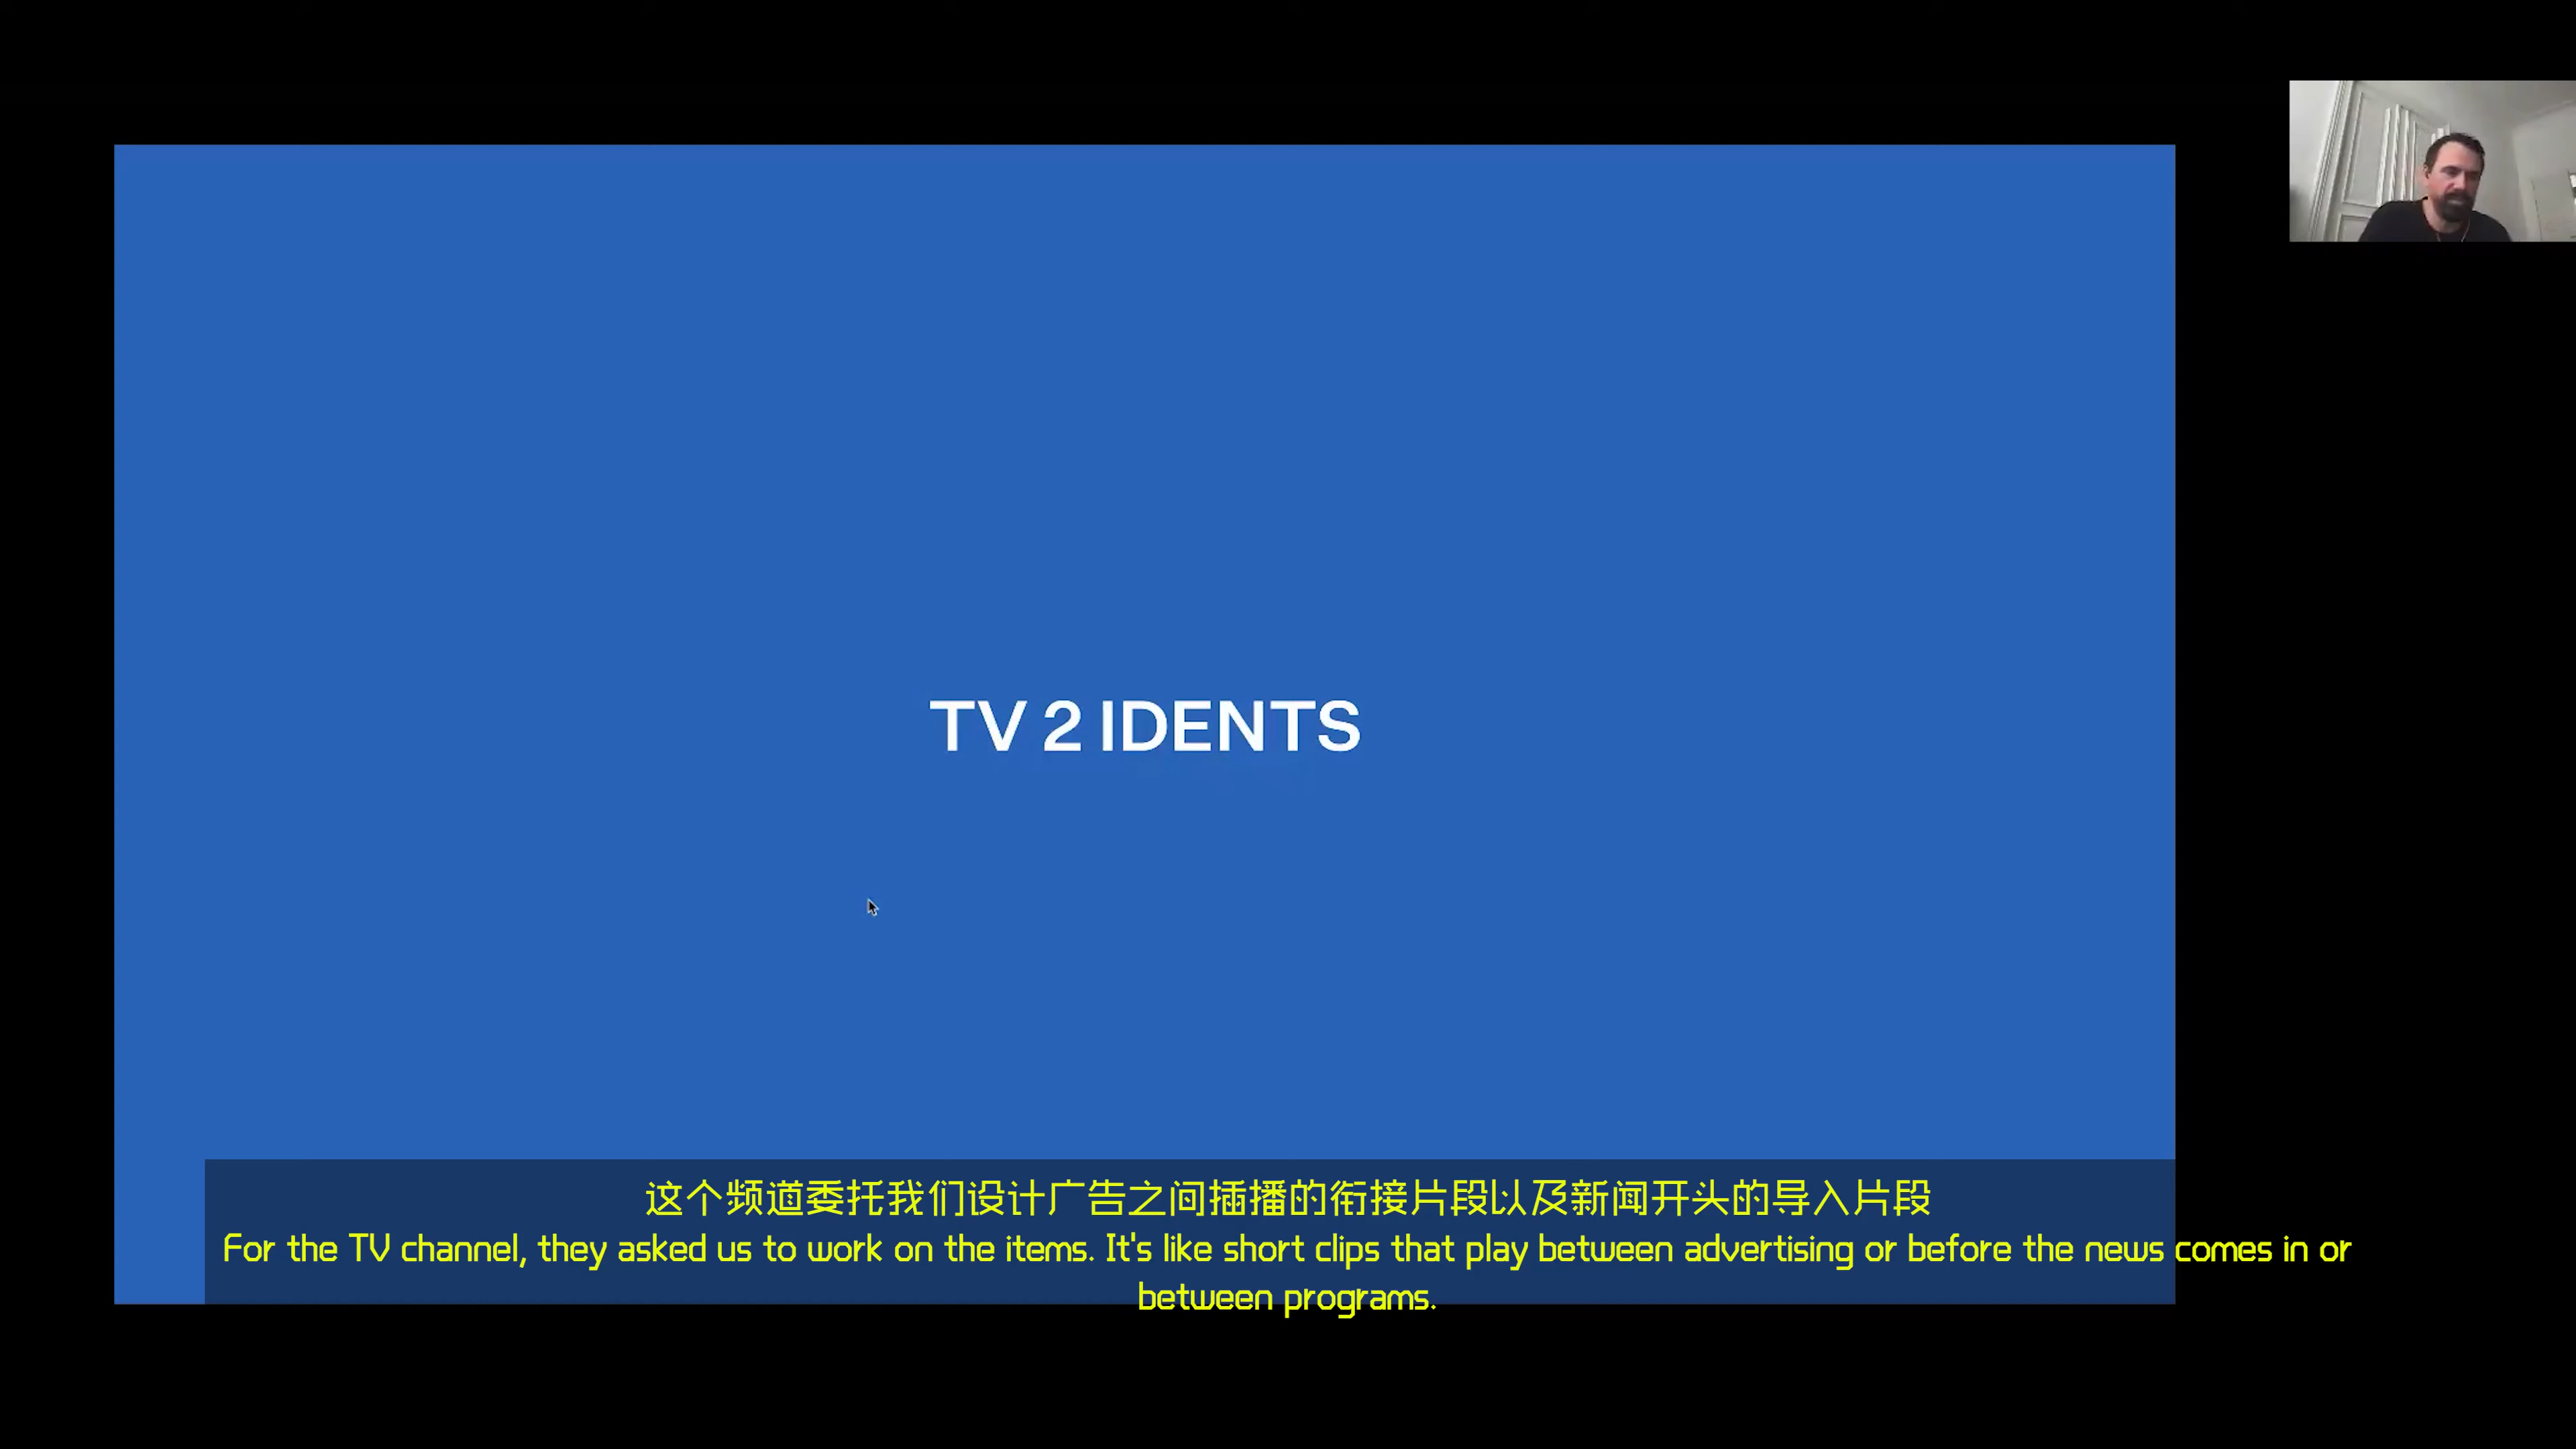 TV 2 IDENTS
这个频道委托我们设计广告之间插播的衔接片段以及新闻开头的导入片段
For the TV channel, they asked us to work on the items. It's like short clips that play between advertising or before the news comes in or
between programs.